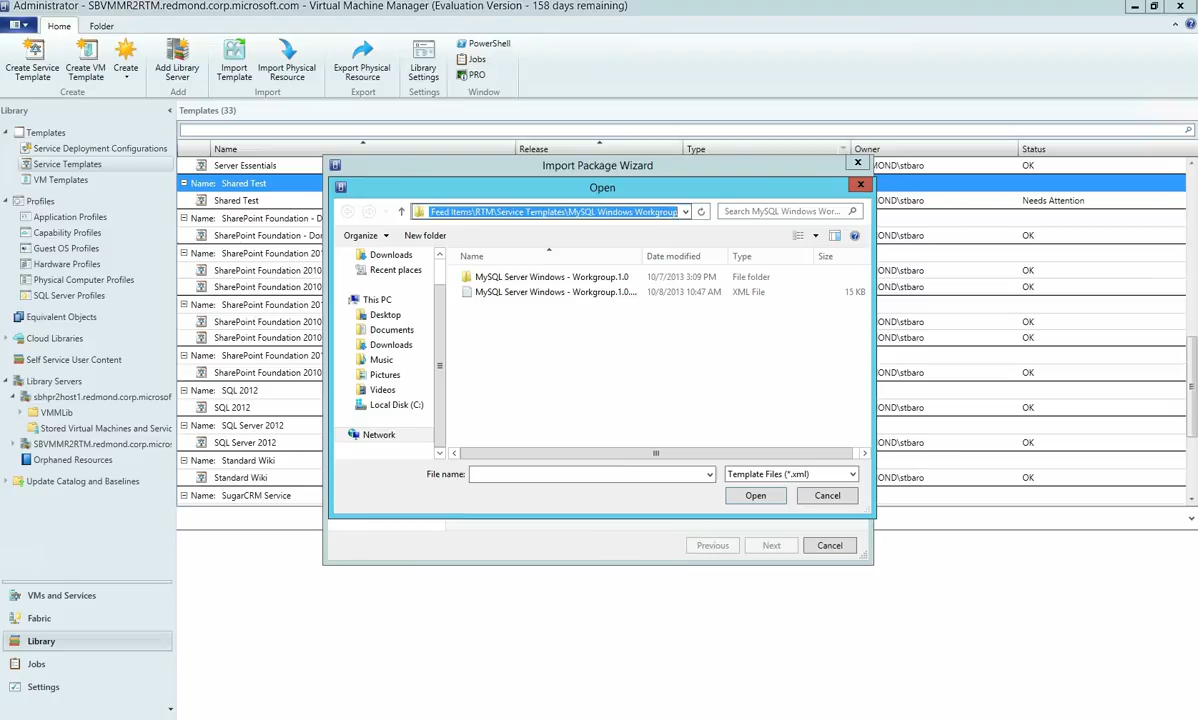 Administrator - SBVMMR2RTM.redmond.corp.microsoft.com - Virtual Machine Manager (Evaluation Version - 158 days remaining)
Home Folder
Create Service Template
Create VM Template
Create
Add Library Server
Import Template
Import Physical Resource
Export Physical Resource
Library Settings
PowerShell
Jobs
PRO
Create Add Import Export Settings Window
Library
Templates (33)
Templates
Service Deployment Configurations
Service Templates
VM Templates
Profiles
Application Profiles
Capability Profiles
Guest OS Profiles
Hardware Profiles
Physical Computer Profiles
SQL Server Profiles
Equivalent Objects
Cloud Libraries
Self Service User Content
Library Servers
sbhpr2host1.redmond.corp.microsof
VMMLib
Stored Virtual Machines and Servic
SBVMMR2RTM.redmond.corp.micros
Orphaned Resources
Update Catalog and Baselines
VMs and Services
Fabric
Library
Jobs
Settings
Name Release Type Owner Status
Server Essentials MOND\stbaro OK
Name: Shared Test
Shared Test MOND\stbaro Needs Attention
Name: SharePoint Foundation - D
SharePoint Foundation - Dor MOND\stbaro OK
Name: SharePoint Foundation 20
SharePoint Foundation 2010 MOND\stbaro OK
SharePoint Foundation 2010 MOND\stbaro OK
Name: SharePoint Foundation 201
SharePoint Foundation 2010 MOND\stbaro OK
SharePoint Foundation 2010 MOND\stbaro OK
Name: SharePoint Foundation 201
SharePoint Foundation 2010 MOND\stbaro OK
Name: SQL 2012
SQL 2012 MOND\stbaro OK
Name: SQL Server 2012
SQL Server 2012 MOND\stbaro OK
Name: Standard Wiki
Standard Wiki MOND\stbaro OK
Name: SugarCRM Service
Import Package Wizard
Open
Feed Items\RTM\Service Templates\MySQL Windows Workgroup
Search MySQL Windows Wor...
Organize New folder
Downloads
Recent places
This PC
Desktop
Documents
Downloads
Music
Pictures
Videos
Local Disk (C:)
Network
Name Date modified Type Size
MySQL Server Windows - Workgroup.1.0 10/7/2013 3:09 PM File folder
MySQL Server Windows - Workgroup.1.0.... 10/8/2013 10:47 AM XML File 15 KB
File name: Template Files (*.xml)
Open Cancel
Previous Next Cancel